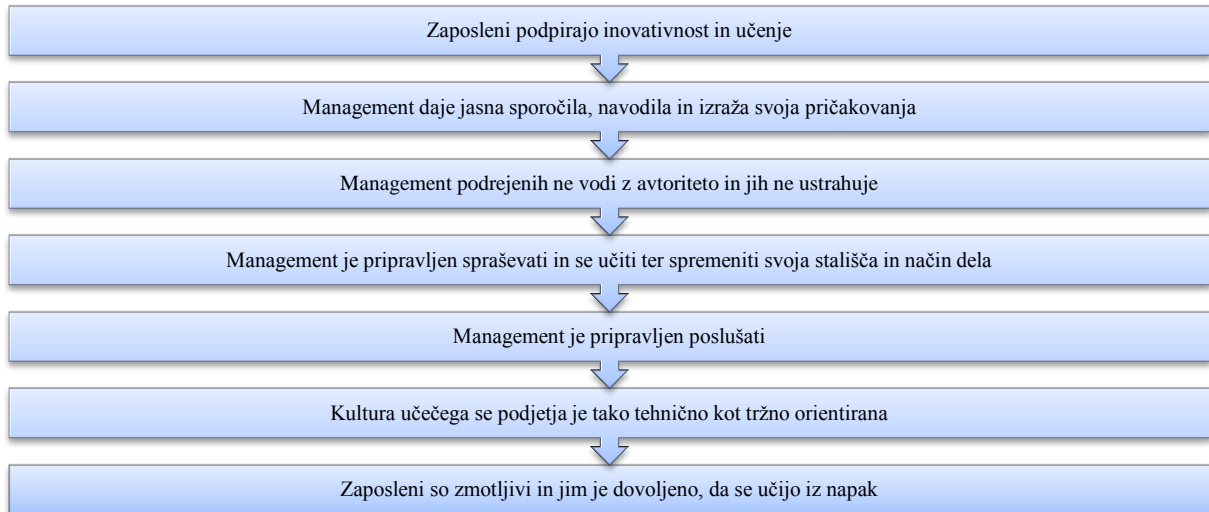 Zaposleni podpirajo inovativnost in učenje
Management daje jasna sporočila, navodila in izraža svoja pričakovanja
Management podrejenih ne vodi z avtoriteto in jih ne ustrahuje
Management je pripravljen spraševati in se učiti ter spremeniti svoja stališča in način dela
Management je pripravljen poslušati
Kultura učečega se podjetja je tako tehnično kot tržno orientirana
Zaposleni so zmotljivi in jim je dovoljeno, da se učijo iz napak